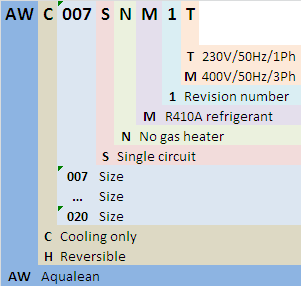 AW C 007 S N M 1 T
T 230V/50Hz/1Ph
M 400V/50Hz/3Ph
1 Revision number
M R410A refrigerant
N No gas heater
S Single circuit
007 Size
... Size
020 Size
C Cooling only
H Reversible
AW Aqualean